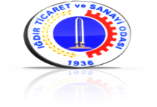 IĞDIR TİCARET ve SANAYİ ODASI
1936